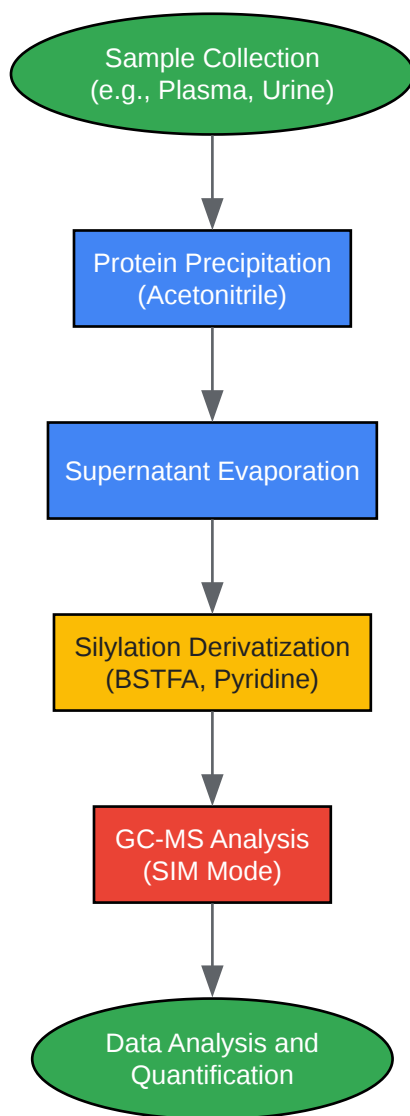 Sample Collection
(e.g., Plasma, Urine)
Protein Precipitation
(Acetonitrile)
Supernatant Evaporation
Silylation Derivatization
(BSTFA, Pyridine)
GC-MS Analysis
(SIM Mode)
Data Analysis and
Quantification